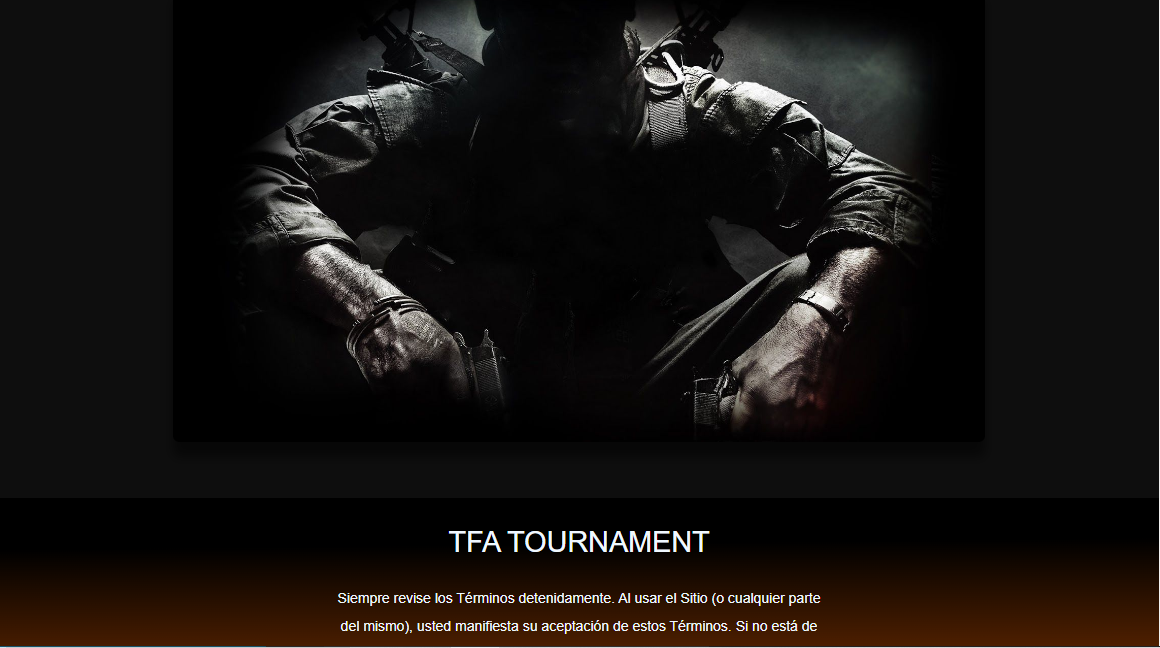 TFA TOURNAMENT
Siempre revise los Términos detenidamente. Al usar el Sitio (o cualquier parte
del mismo), usted manifiesta su aceptación de estos Términos. Si no está de